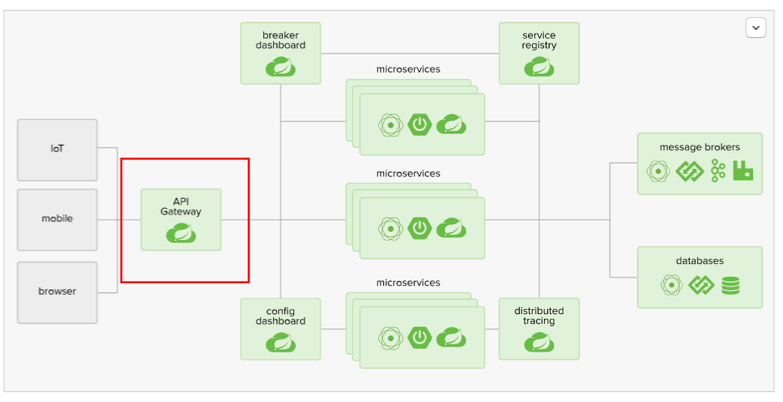 breaker
dashboard
service
registry
microservices
IoT
message brokers
microservices
API
Gateway
mobile
databases
browser
microservices
config
dashboard
distributed
tracing